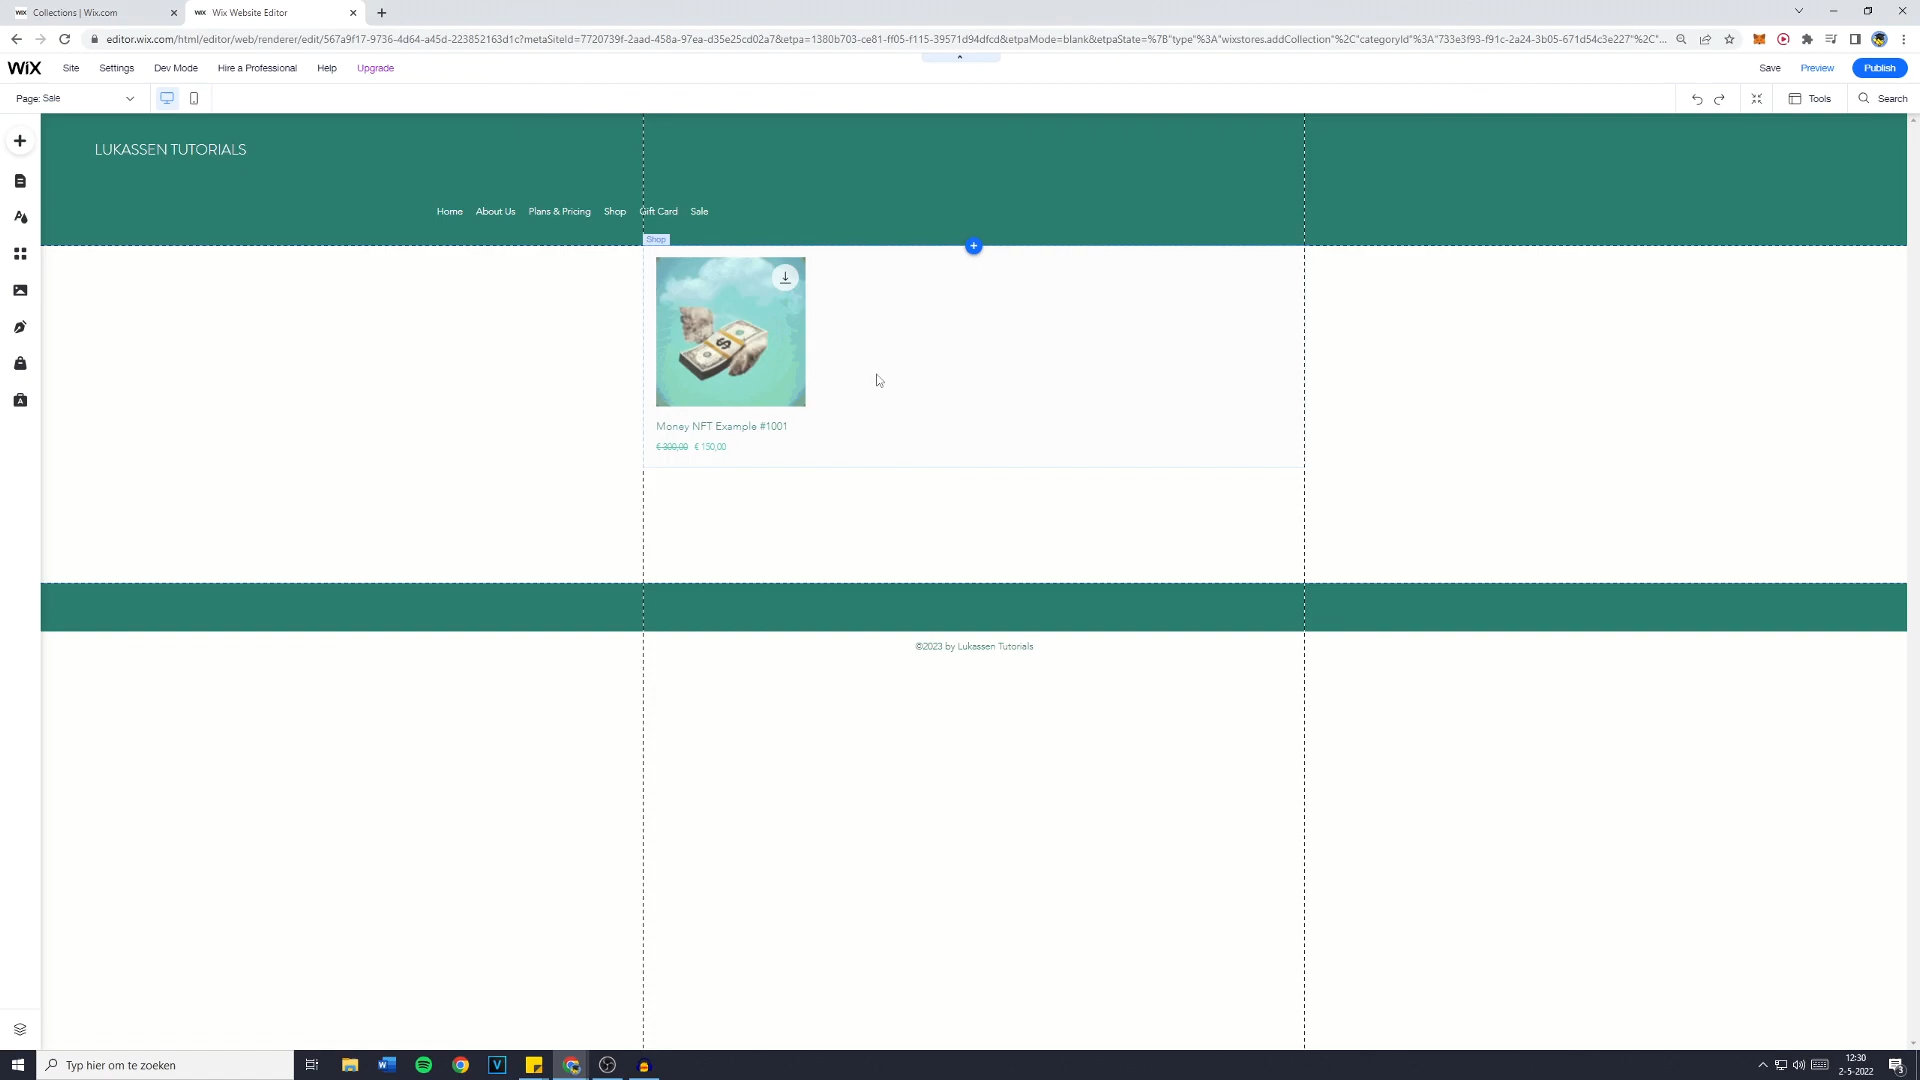 WIX Collections | Wix.com
WIX Wix Website Editor
editor.wix.com/html/editor/web/renderer/edit/567a9f17-9736-4d64-a45d-223852163d1c?metaSiteId=7720739f-2aad-458a-97ea-d35e25cd02a7&etpa=1380b703-ce81-ff05-f115-39571d94dfcd&etpaMode=blank&etpaState=%7B"type"%3A"wixstores.addCollection"%2C"categoryId"%3A"733e3f93-f91c-2a24-3b05-671d54c3e227"%2C"...
WIX Site Settings Dev Mode Hire a Professional Help Upgrade Save Preview Publish
Page: Sale Tools Search
LUKASSEN TUTORIALS
Home About Us Plans & Pricing Shop Gift Card Sale
Shop
Money NFT Example #1001
€ 300,00 € 150,00
©2023 by Lukassen Tutorials
Typ hier om te zoeken
12:30
2-5-2022
3